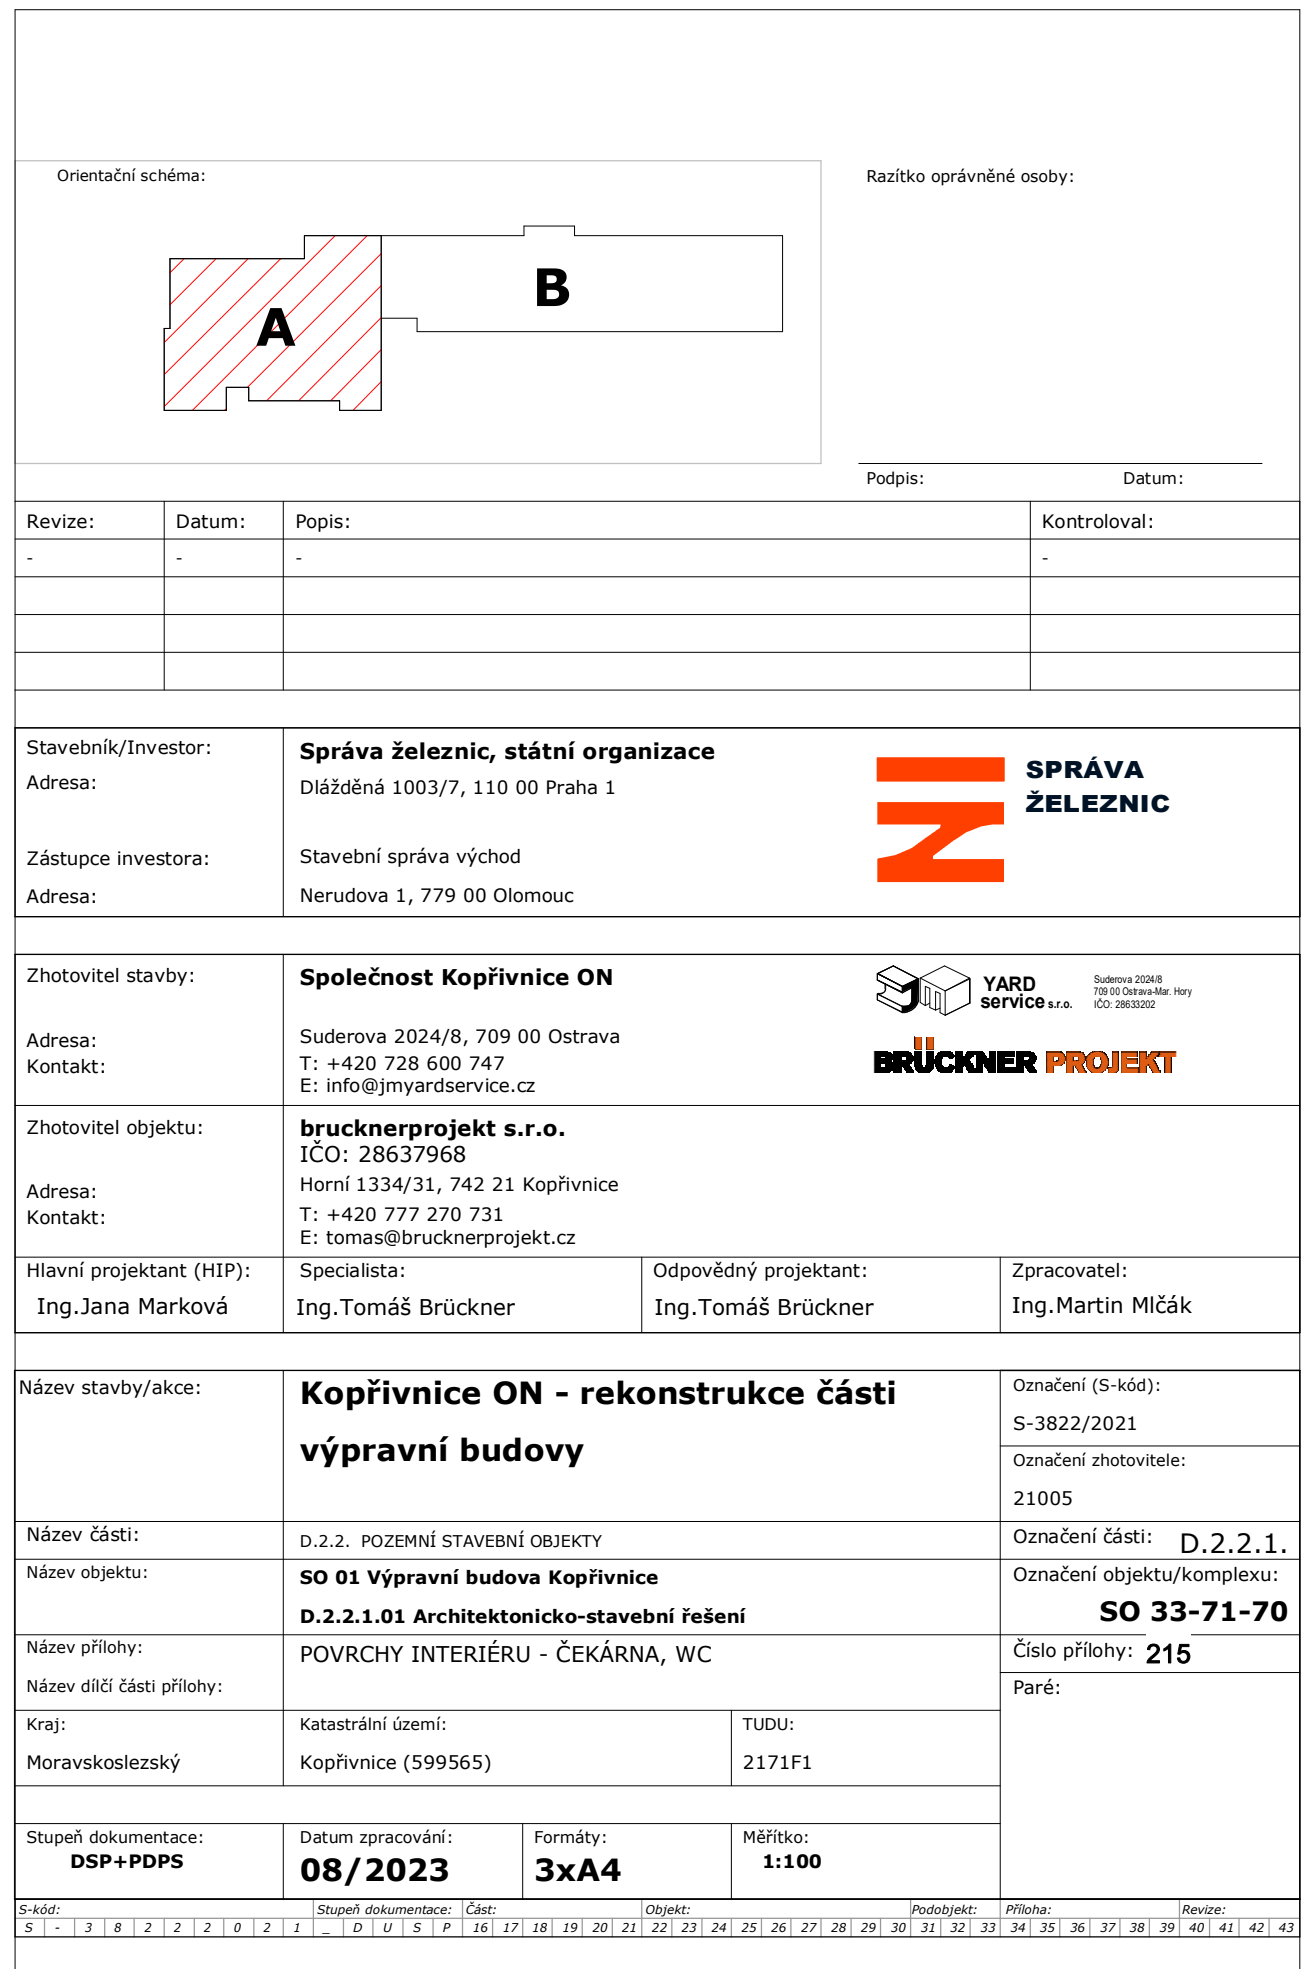 Orientační schéma:
Razítko oprávněné osoby:
A
B
Podpis:
Datum:
Revize:
Datum:
Popis:
Kontroloval:
-
-
-
-
Stavebník/Investor:
Správa železnic, státní organizace
Adresa:
Dlážděná 1003/7, 110 00 Praha 1
SPRÁVA
ŽELEZNIC
Zástupce investora:
Stavební správa východ
Adresa:
Nerudova 1, 779 00 Olomouc
Zhotovitel stavby:
Společnost Kopřivnice ON
Adresa:
Suderova 2024/8, 709 00 Ostrava
Kontakt:
T: +420 728 600 747
E: info@jmyardservice.cz
JM YARD
service s.r.o.
Suderova 2024/8
709 00 Ostrava-Mar. Hory
IČO: 28633202
BRÜCKNER PROJEKT
Zhotovitel objektu:
brucknerprojekt s.r.o.
IČO: 28637968
Adresa:
Horní 1334/31, 742 21 Kopřivnice
Kontakt:
T: +420 777 270 731
E: tomas@brucknerprojekt.cz
Hlavní projektant (HIP):
Ing.Jana Marková
Specialista:
Ing.Tomáš Brückner
Odpovědný projektant:
Ing.Tomáš Brückner
Zpracovatel:
Ing.Martin Mlčák
Název stavby/akce:
Kopřivnice ON - rekonstrukce části
výpravní budovy
Označení (S-kód):
S-3822/2021
Označení zhotovitele:
21005
Název části:
D.2.2. POZEMNÍ STAVEBNÍ OBJEKTY
Označení části: D.2.2.1.
Název objektu:
SO 01 Výpravní budova Kopřivnice
D.2.2.1.01 Architektonicko-stavební řešení
Označení objektu/komplexu:
SO 33-71-70
Název přílohy:
POVRCHY INTERIÉRU - ČEKÁRNA, WC
Číslo přílohy: 215
Název dílčí části přílohy:
Paré:
Kraj:
Moravskoslezský
Katastrální území:
Kopřivnice (599565)
TUDU:
2171F1
Stupeň dokumentace:
DSP+PDPS
Datum zpracování:
08/2023
Formáty:
3xA4
Měřítko:
1:100
S-kód: Stupeň dokumentace: Část: Objekt: Podobjekt: Příloha: Revize:
S - 3 8 2 2 2 0 2 1 _ D U S P 16 17 18 19 20 21 22 23 24 25 26 27 28 29 30 31 32 33 34 35 36 37 38 39 40 41 42 43